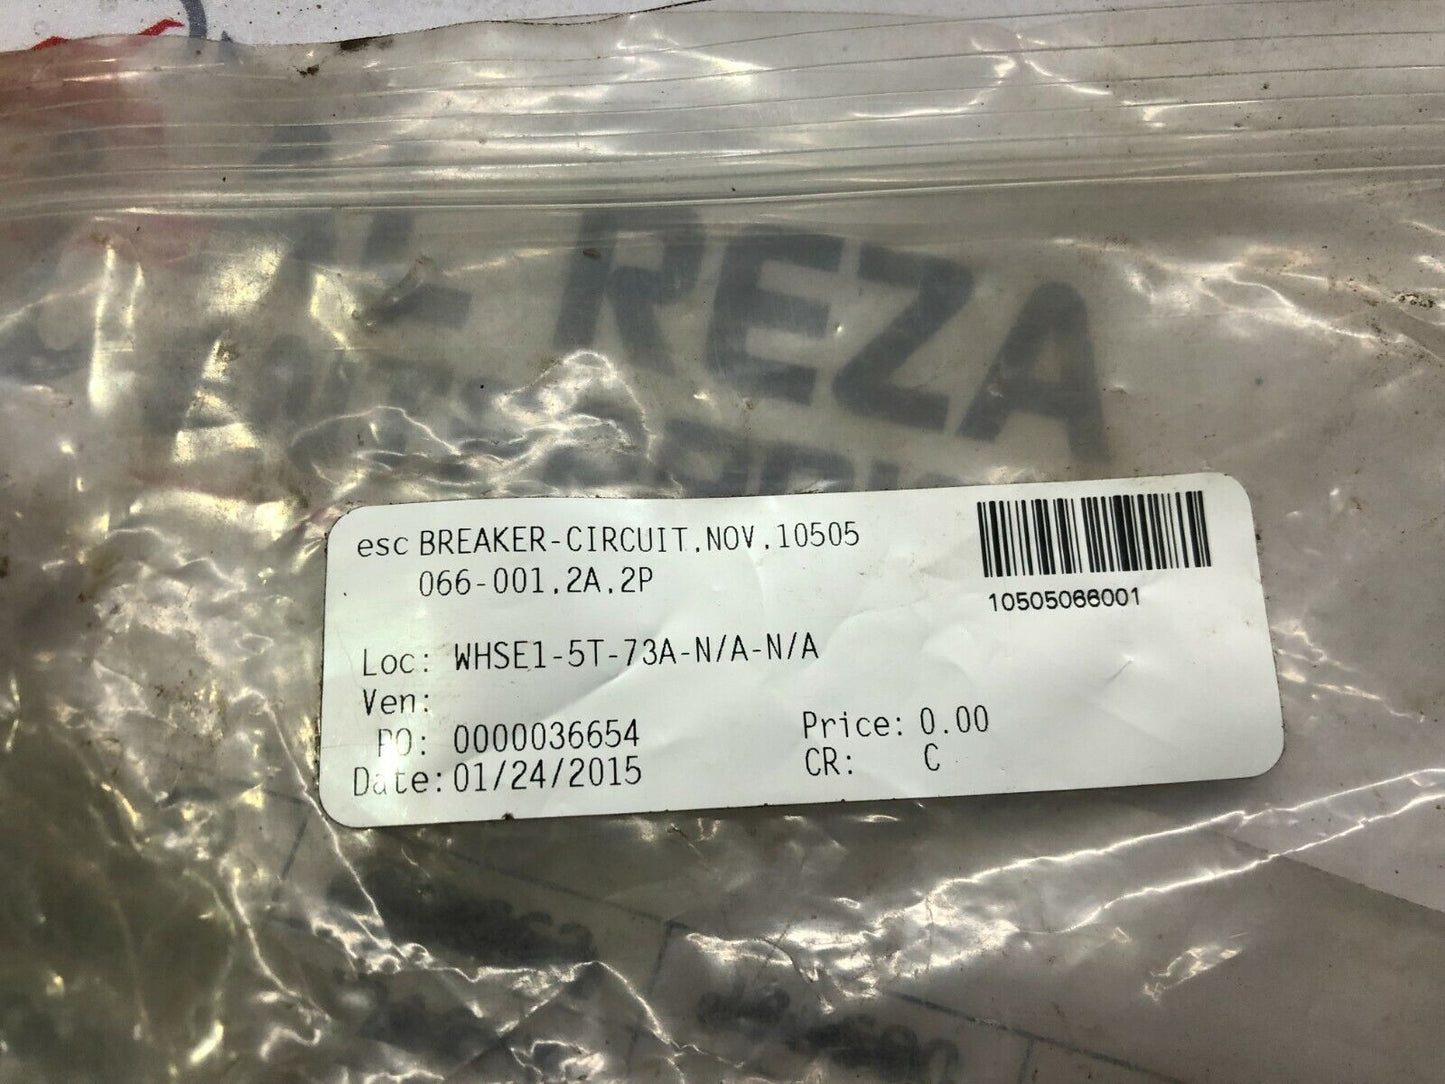 REZA
esc BREAKER-CIRCUIT,NOV,10505
066-001,2A,2P
10505066001
Loc: WHSE1-5T-73A-N/A-N/A
Ven:
PO: 0000036654
Price: 0.00
Date: 01/24/2015
CR: C